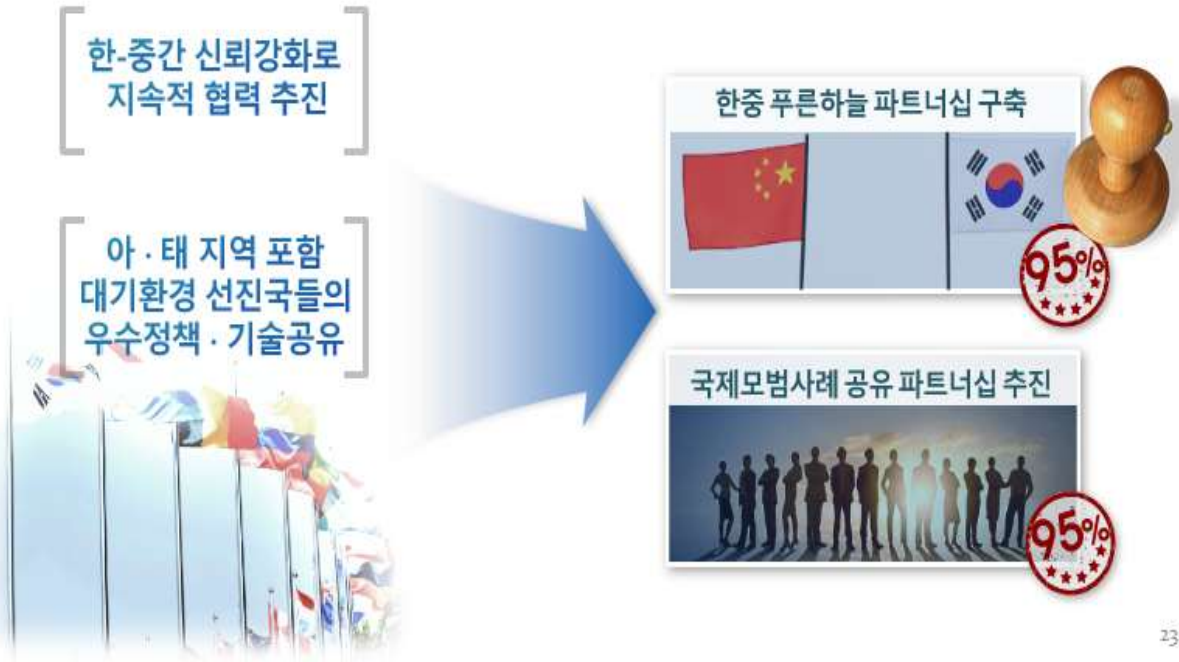 한-중간 신뢰강화로
지속적 협력 추진
아 · 태 지역 포함
대기환경 선진국들의
우수정책 · 기술공유
한중 푸른하늘 파트너십 구축
95%
국제모범사례 공유 파트너십 추진
95%
23